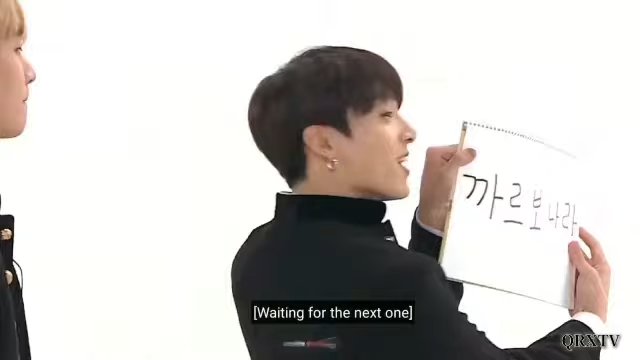 까르보나라
[Waiting for the next one]
QRXTV